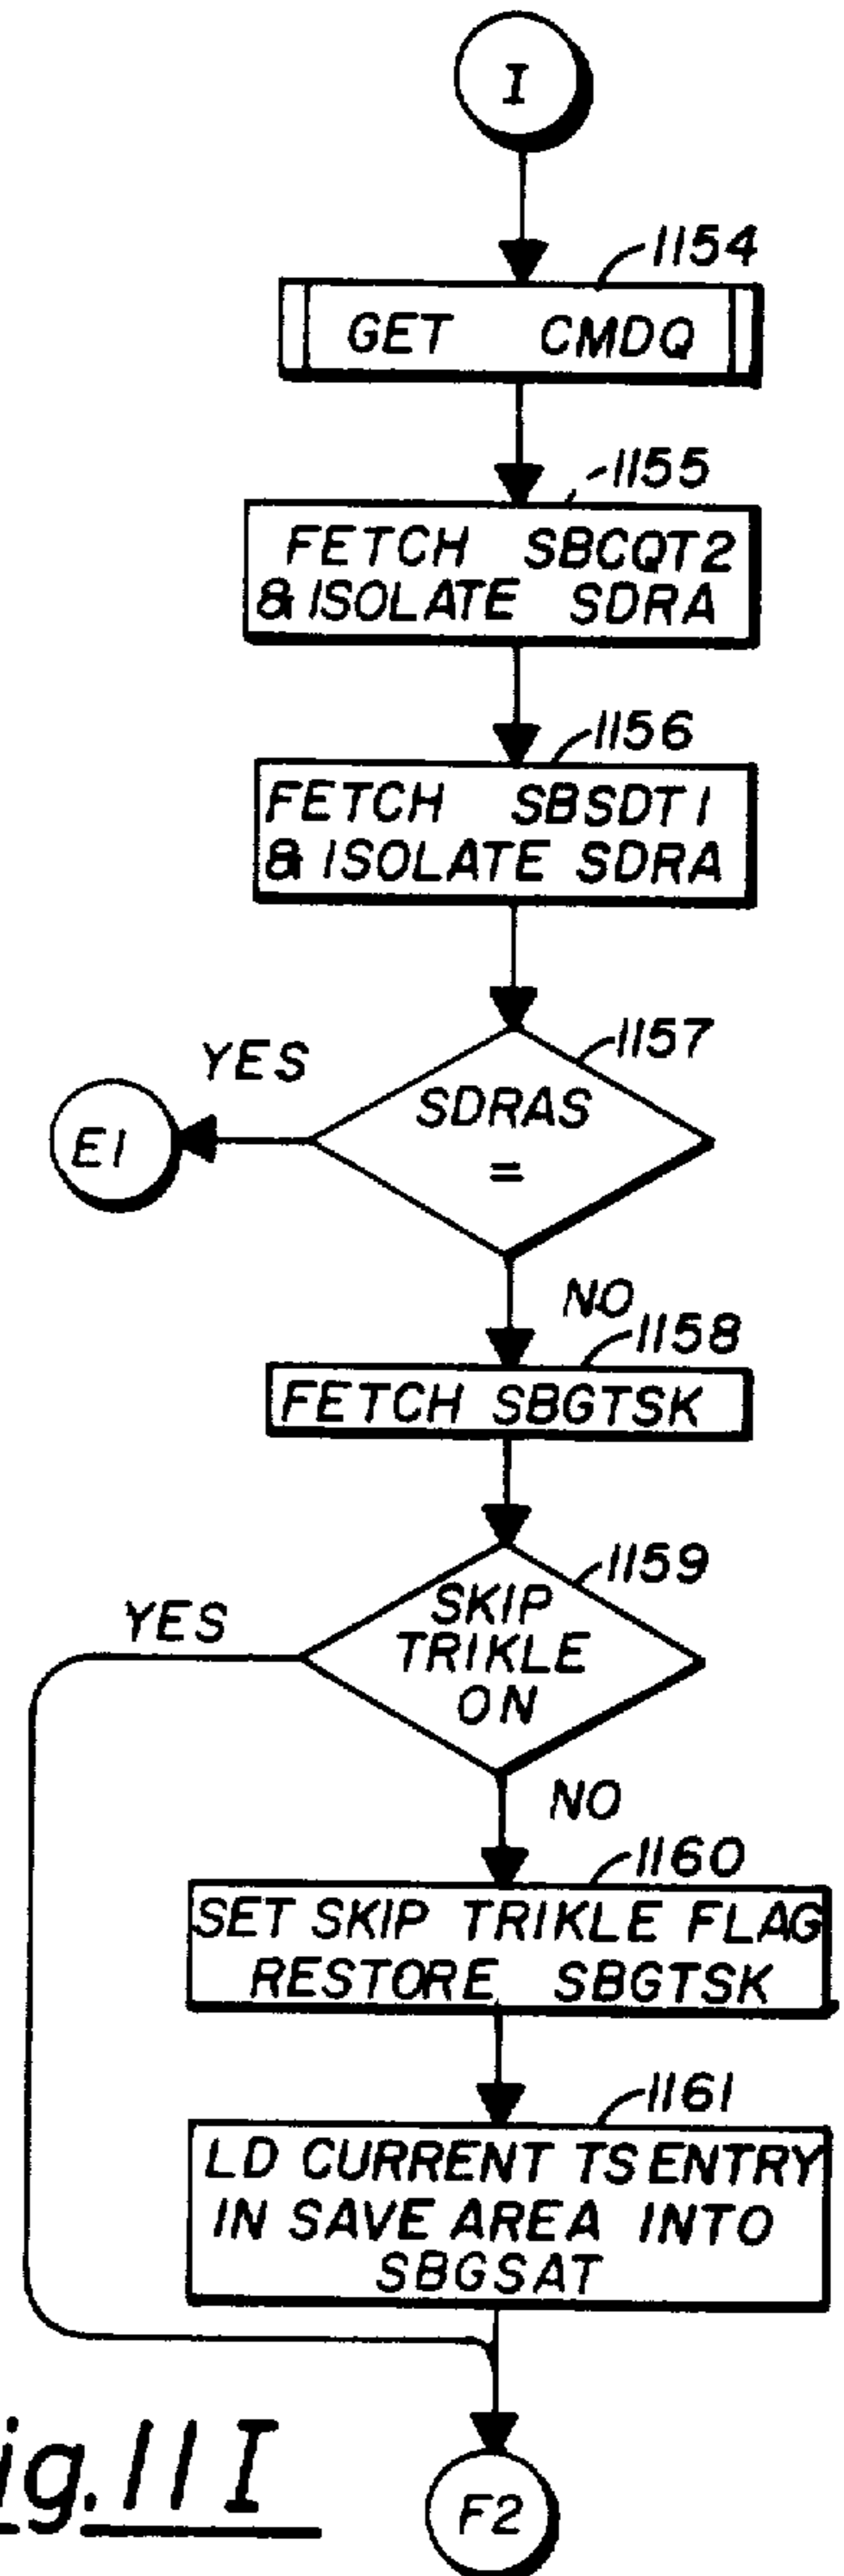 I
1154
GET CMDQ
1155
FETCH SBCQT2
& ISOLATE SDRA
1156
FETCH SBSDT1
& ISOLATE SDRA
1157
YES
SDRAS
=
E1
NO
1158
FETCH SBGTSK
1159
YES
SKIP
TRIKLE
ON
NO
1160
SET SKIP TRIKLE FLAG
RESTORE SBGTSK
1161
LD CURRENT TS ENTRY
IN SAVE AREA INTO
SBGSAT
ig. 11 I
F2